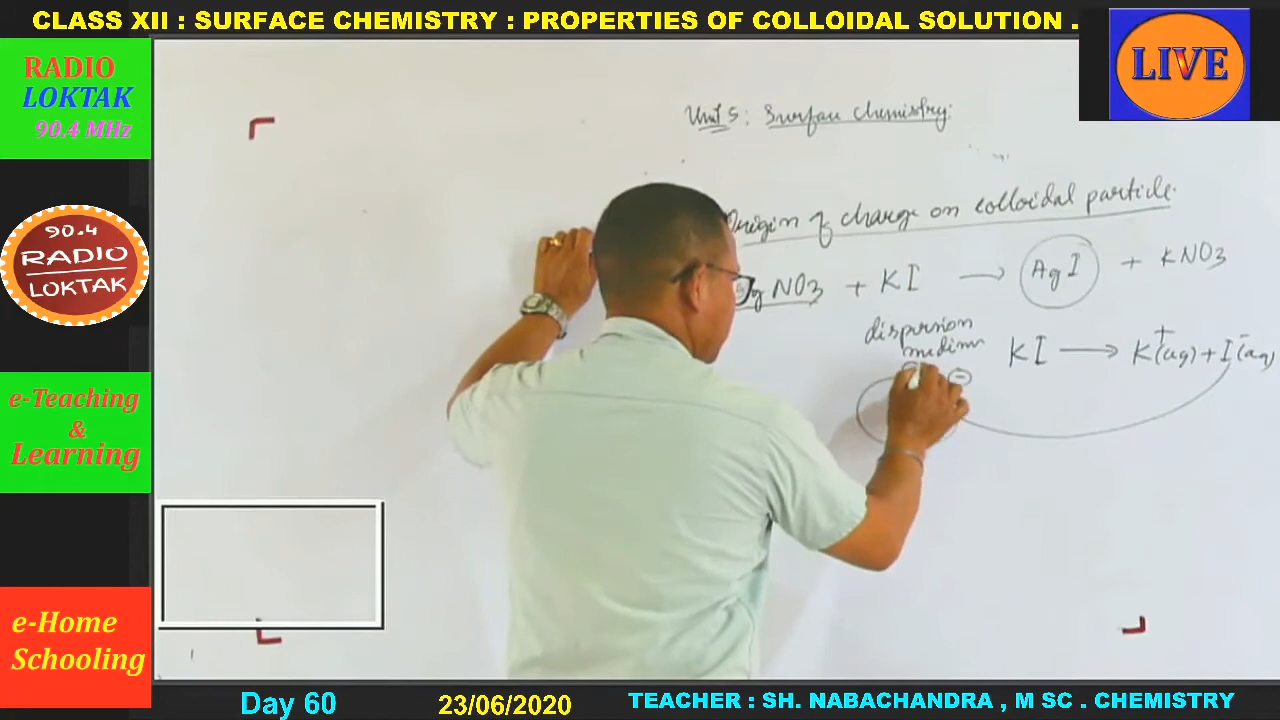 CLASS XII : SURFACE CHEMISTRY : PROPERTIES OF COLLOIDAL SOLUTION .
LIVE
RADIO
LOKTAK
90.4 MHz
90.4
RADIO
LOKTAK
e-Teaching
&
Learning
e-Home
Schooling
Unit 5: Surface Chemistry:
Origin of charge on colloidal particle.
AgNO3 + KI → AgI + KNO3
dispersion
medium
KI → K+(aq) + I-(aq)
Day 60
23/06/2020
TEACHER : SH. NABACHANDRA , M SC . CHEMISTRY